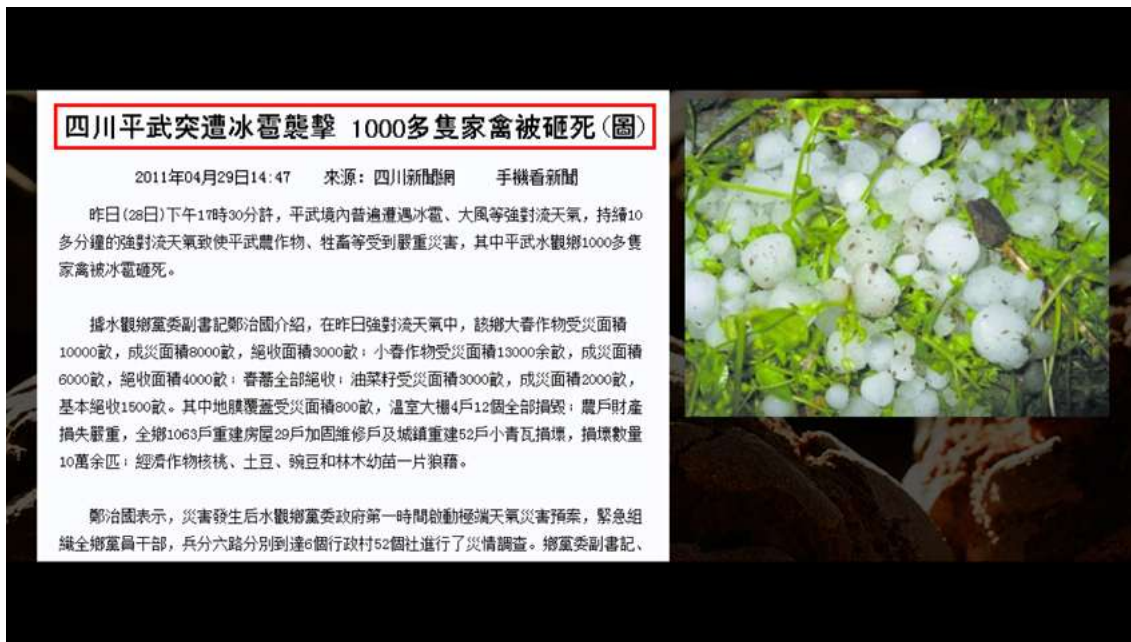 四川平武突遭冰雹襲擊 1000多隻家禽被砸死(圖)
2011年04月29日14:47 來源：四川新聞網 手機看新聞
昨日(28日)下午17時30分許，平武境內普遍遭遇冰雹、大風等強對流天氣，持續10
多分鐘的強對流天氣致使平武農作物、牲畜等受到嚴重災害，其中平武水觀鄉1000多隻
家禽被冰雹砸死。
據水觀鄉黨委副書記鄭治國介紹，在昨日強對流天氣中，該鄉大春作物受災面積
10000畝，成災面積8000畝，絕收面積3000畝；小春作物受災面積13000余畝，成災面積
6000畝，絕收面積4000畝；春蕎全部絕收；油菜籽受災面積3000畝，成災面積2000畝，
基本絕收1500畝。其中地膜覆蓋受災面積800畝，溫室大棚4戶12個全部損毀；農戶財產
損失嚴重，全鄉1063戶重建房屋29戶加固維修戶及城鎮重建52戶小青瓦損壞，損壞數量
10萬余匹；經濟作物核桃、土豆、豌豆和林木幼苗一片狼藉。
鄭治國表示，災害發生后水觀鄉黨委政府第一時間啟動極端天氣災害預案，緊急組
織全鄉黨員干部，兵分六路分別到達6個行政村52個社進行了災情調查。鄉黨委副書記、